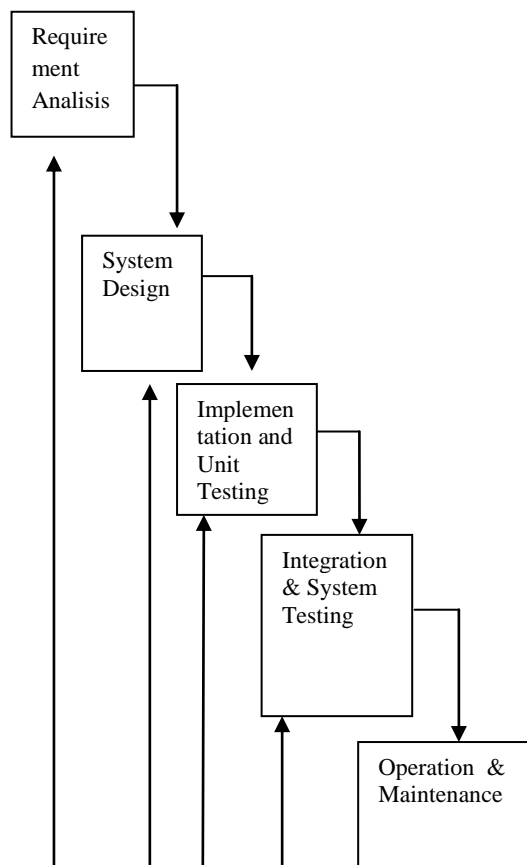 Require
ment
Analisis
System
Design
Implemen
tation and
Unit
Testing
Integration
& System
Testing
Operation &
Maintenance